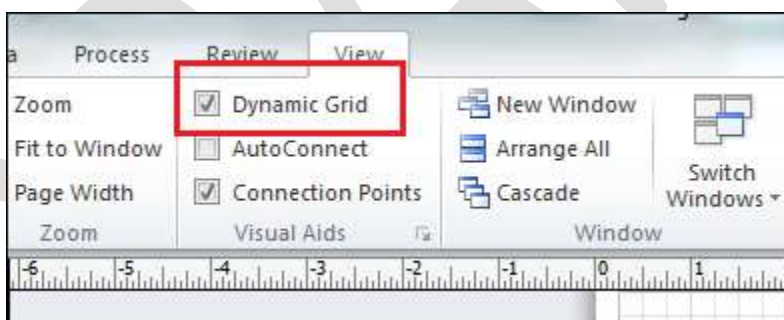 a Process Review View
Zoom Dynamic Grid New Window
Fit to Window AutoConnect Arrange All
Switch
Page Width Connection Points Cascade
Windows
Zoom Visual Aids Window
-6 -5 -4 -3 -2 -1 0 1